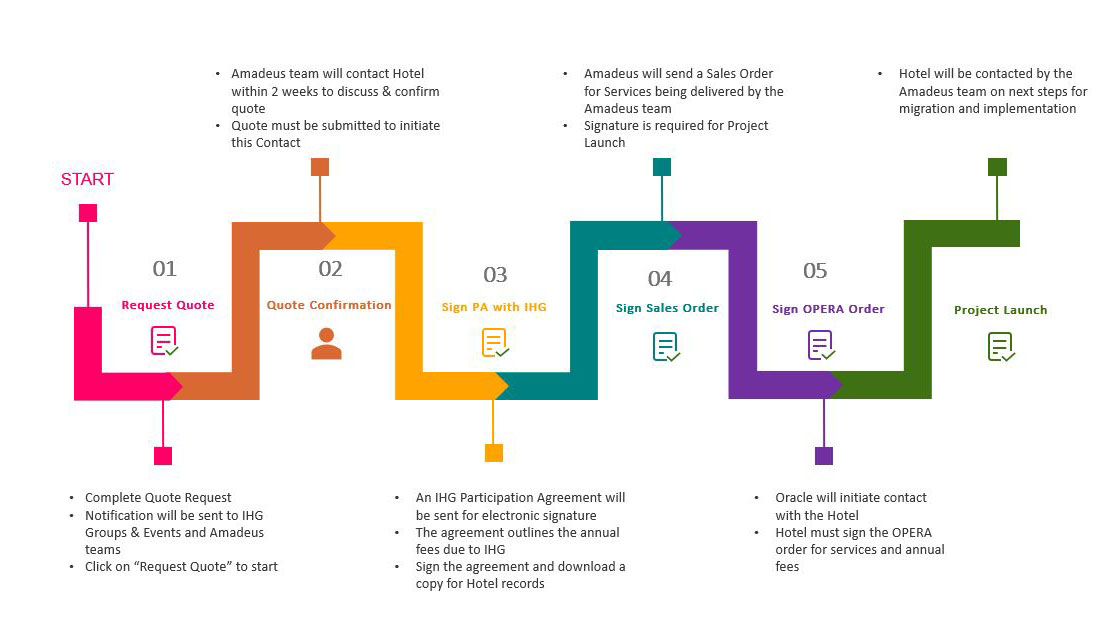 • Amadeus team will contact Hotel
within 2 weeks to discuss & confirm
quote
• Quote must be submitted to initiate
this Contact
• Amadeus will send a Sales Order
for Services being delivered by the
Amadeus team
• Signature is required for Project
Launch
• Hotel will be contacted by the
Amadeus team on next steps for
migration and implementation
START
01
Request Quote
02
Quote Confirmation
03
Sign PA with IHG
04
Sign Sales Order
05
Sign OPERA Order
Project Launch
• Complete Quote Request
• Notification will be sent to IHG
Groups & Events and Amadeus
teams
• Click on “Request Quote” to start
• An IHG Participation Agreement will
be sent for electronic signature
• The agreement outlines the annual
fees due to IHG
• Sign the agreement and download a
copy for Hotel records
• Oracle will initiate contact
with the Hotel
• Hotel must sign the OPERA
order for services and annual
fees